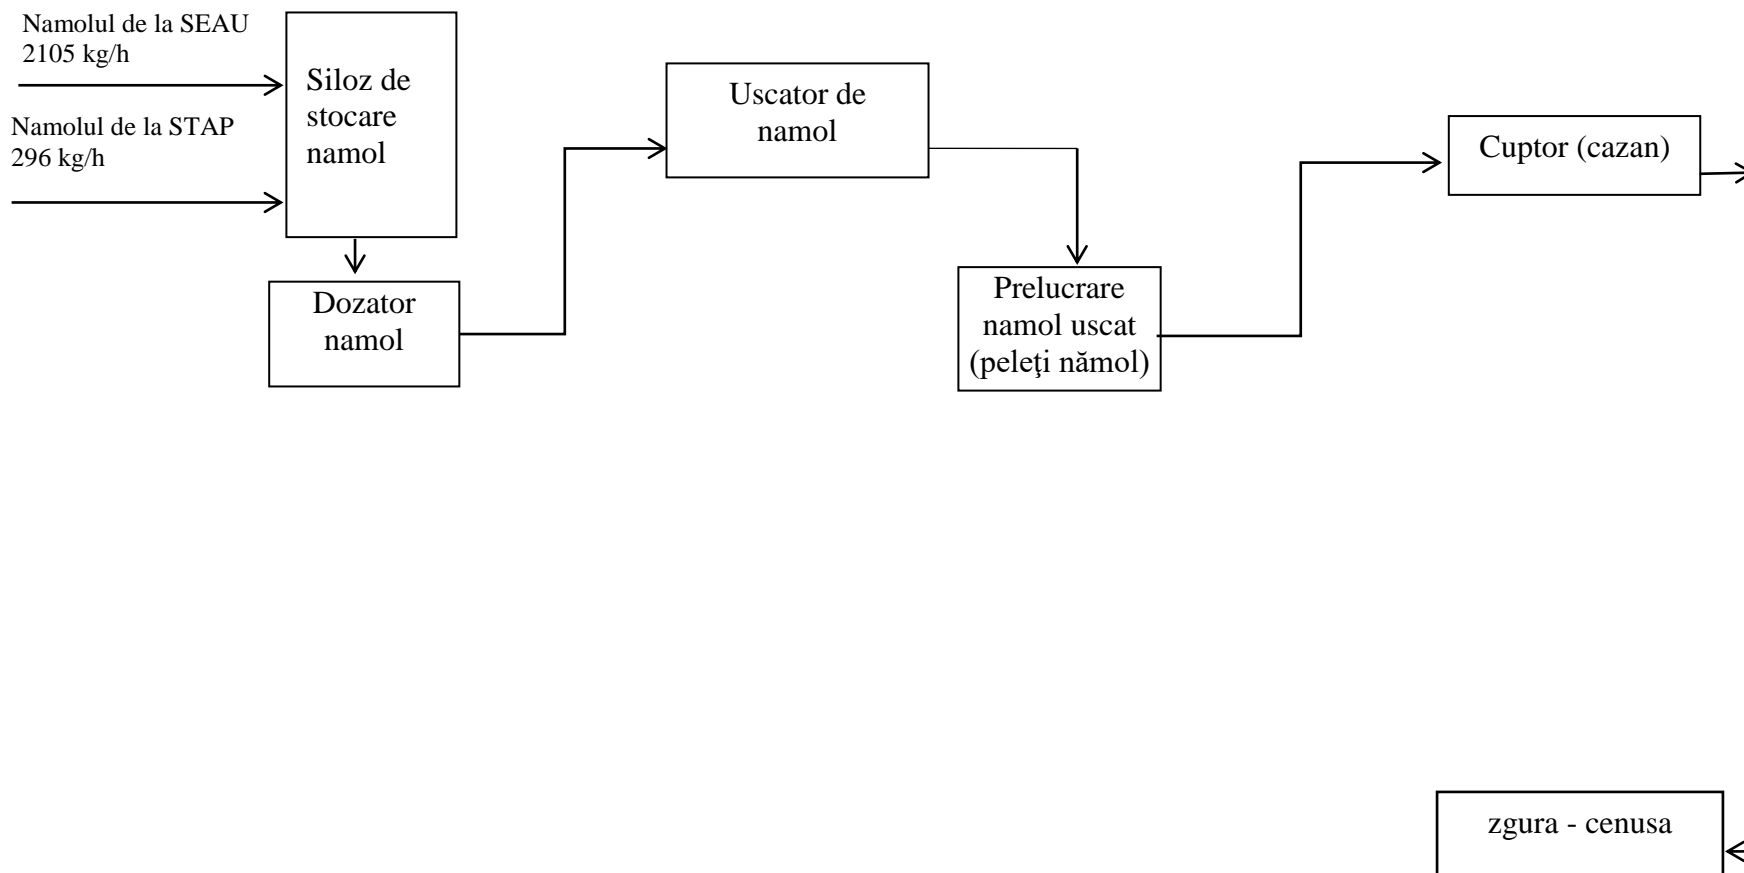 Namolul de la SEAU
2105 kg/h
Namolul de la STAP
296 kg/h
Siloz de
stocare
namol
Dozator
namol
Uscator de
namol
Prelucrare
namol uscat
(peleţi nămol)
Cuptor (cazan)
zgura - cenusa